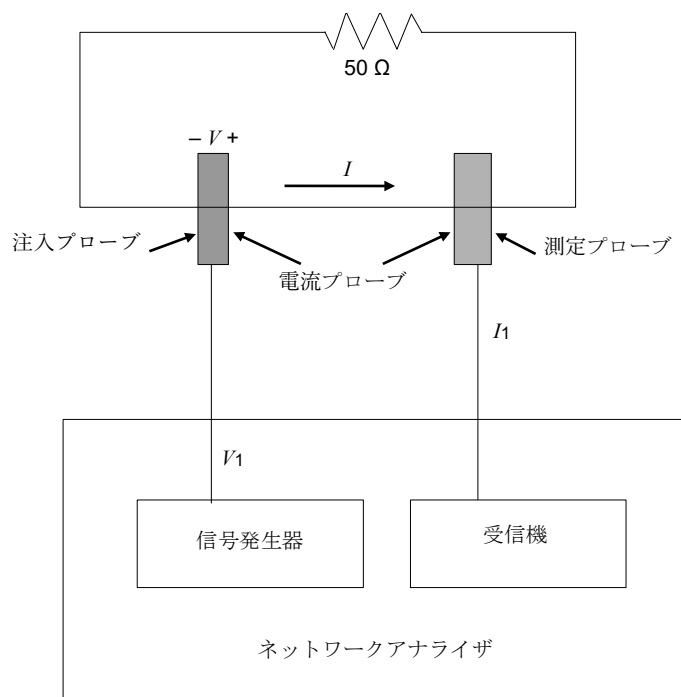 50 Ω
– V +
I
注入プローブ
測定プローブ
電流プローブ
I1
V1
信号発生器
受信機
ネットワークアナライザ